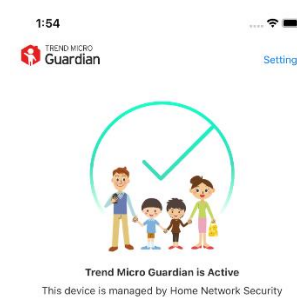 1:54
TREND MICRO
Guardian
Setting
Trend Micro Guardian is Active
This device is managed by Home Network Security